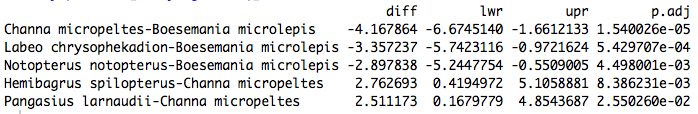 diff lwr upr p.adj
Channa micropeltes-Boesemania microlepis -4.167864 -6.6745140 -1.6612133 1.540026e-05
Labeo chrysophekadion-Boesemania microlepis -3.357237 -5.7423116 -0.9721624 5.429707e-04
Notopterus notopterus-Boesemania microlepis -2.897838 -5.2447754 -0.5509005 4.498001e-03
Hemibagrus spilopterus-Channa micropeltes 2.762693 0.4194972 5.1058881 8.386231e-03
Pangasius larnaudii-Channa micropeltes 2.511173 0.1679779 4.8543687 2.550260e-02